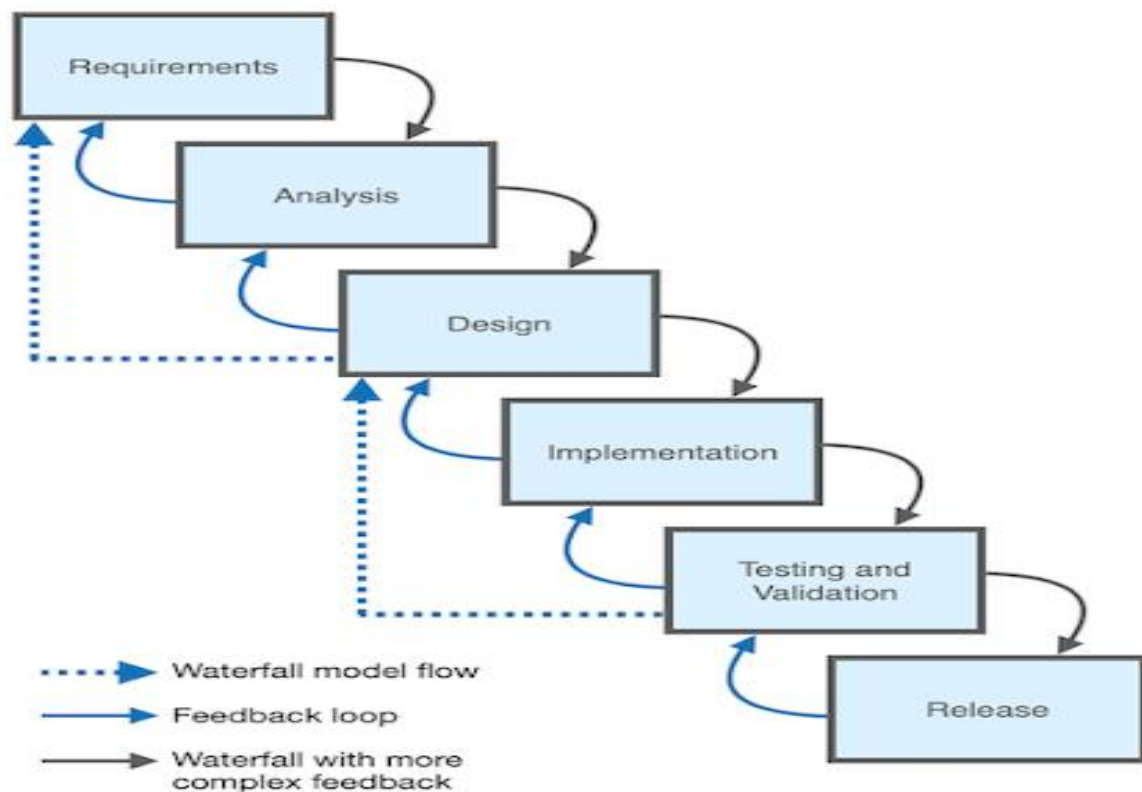 Requirements
Analysis
Design
Implementation
Testing and
Validation
Release
Waterfall model flow
Feedback loop
Waterfall with more
complex feedback